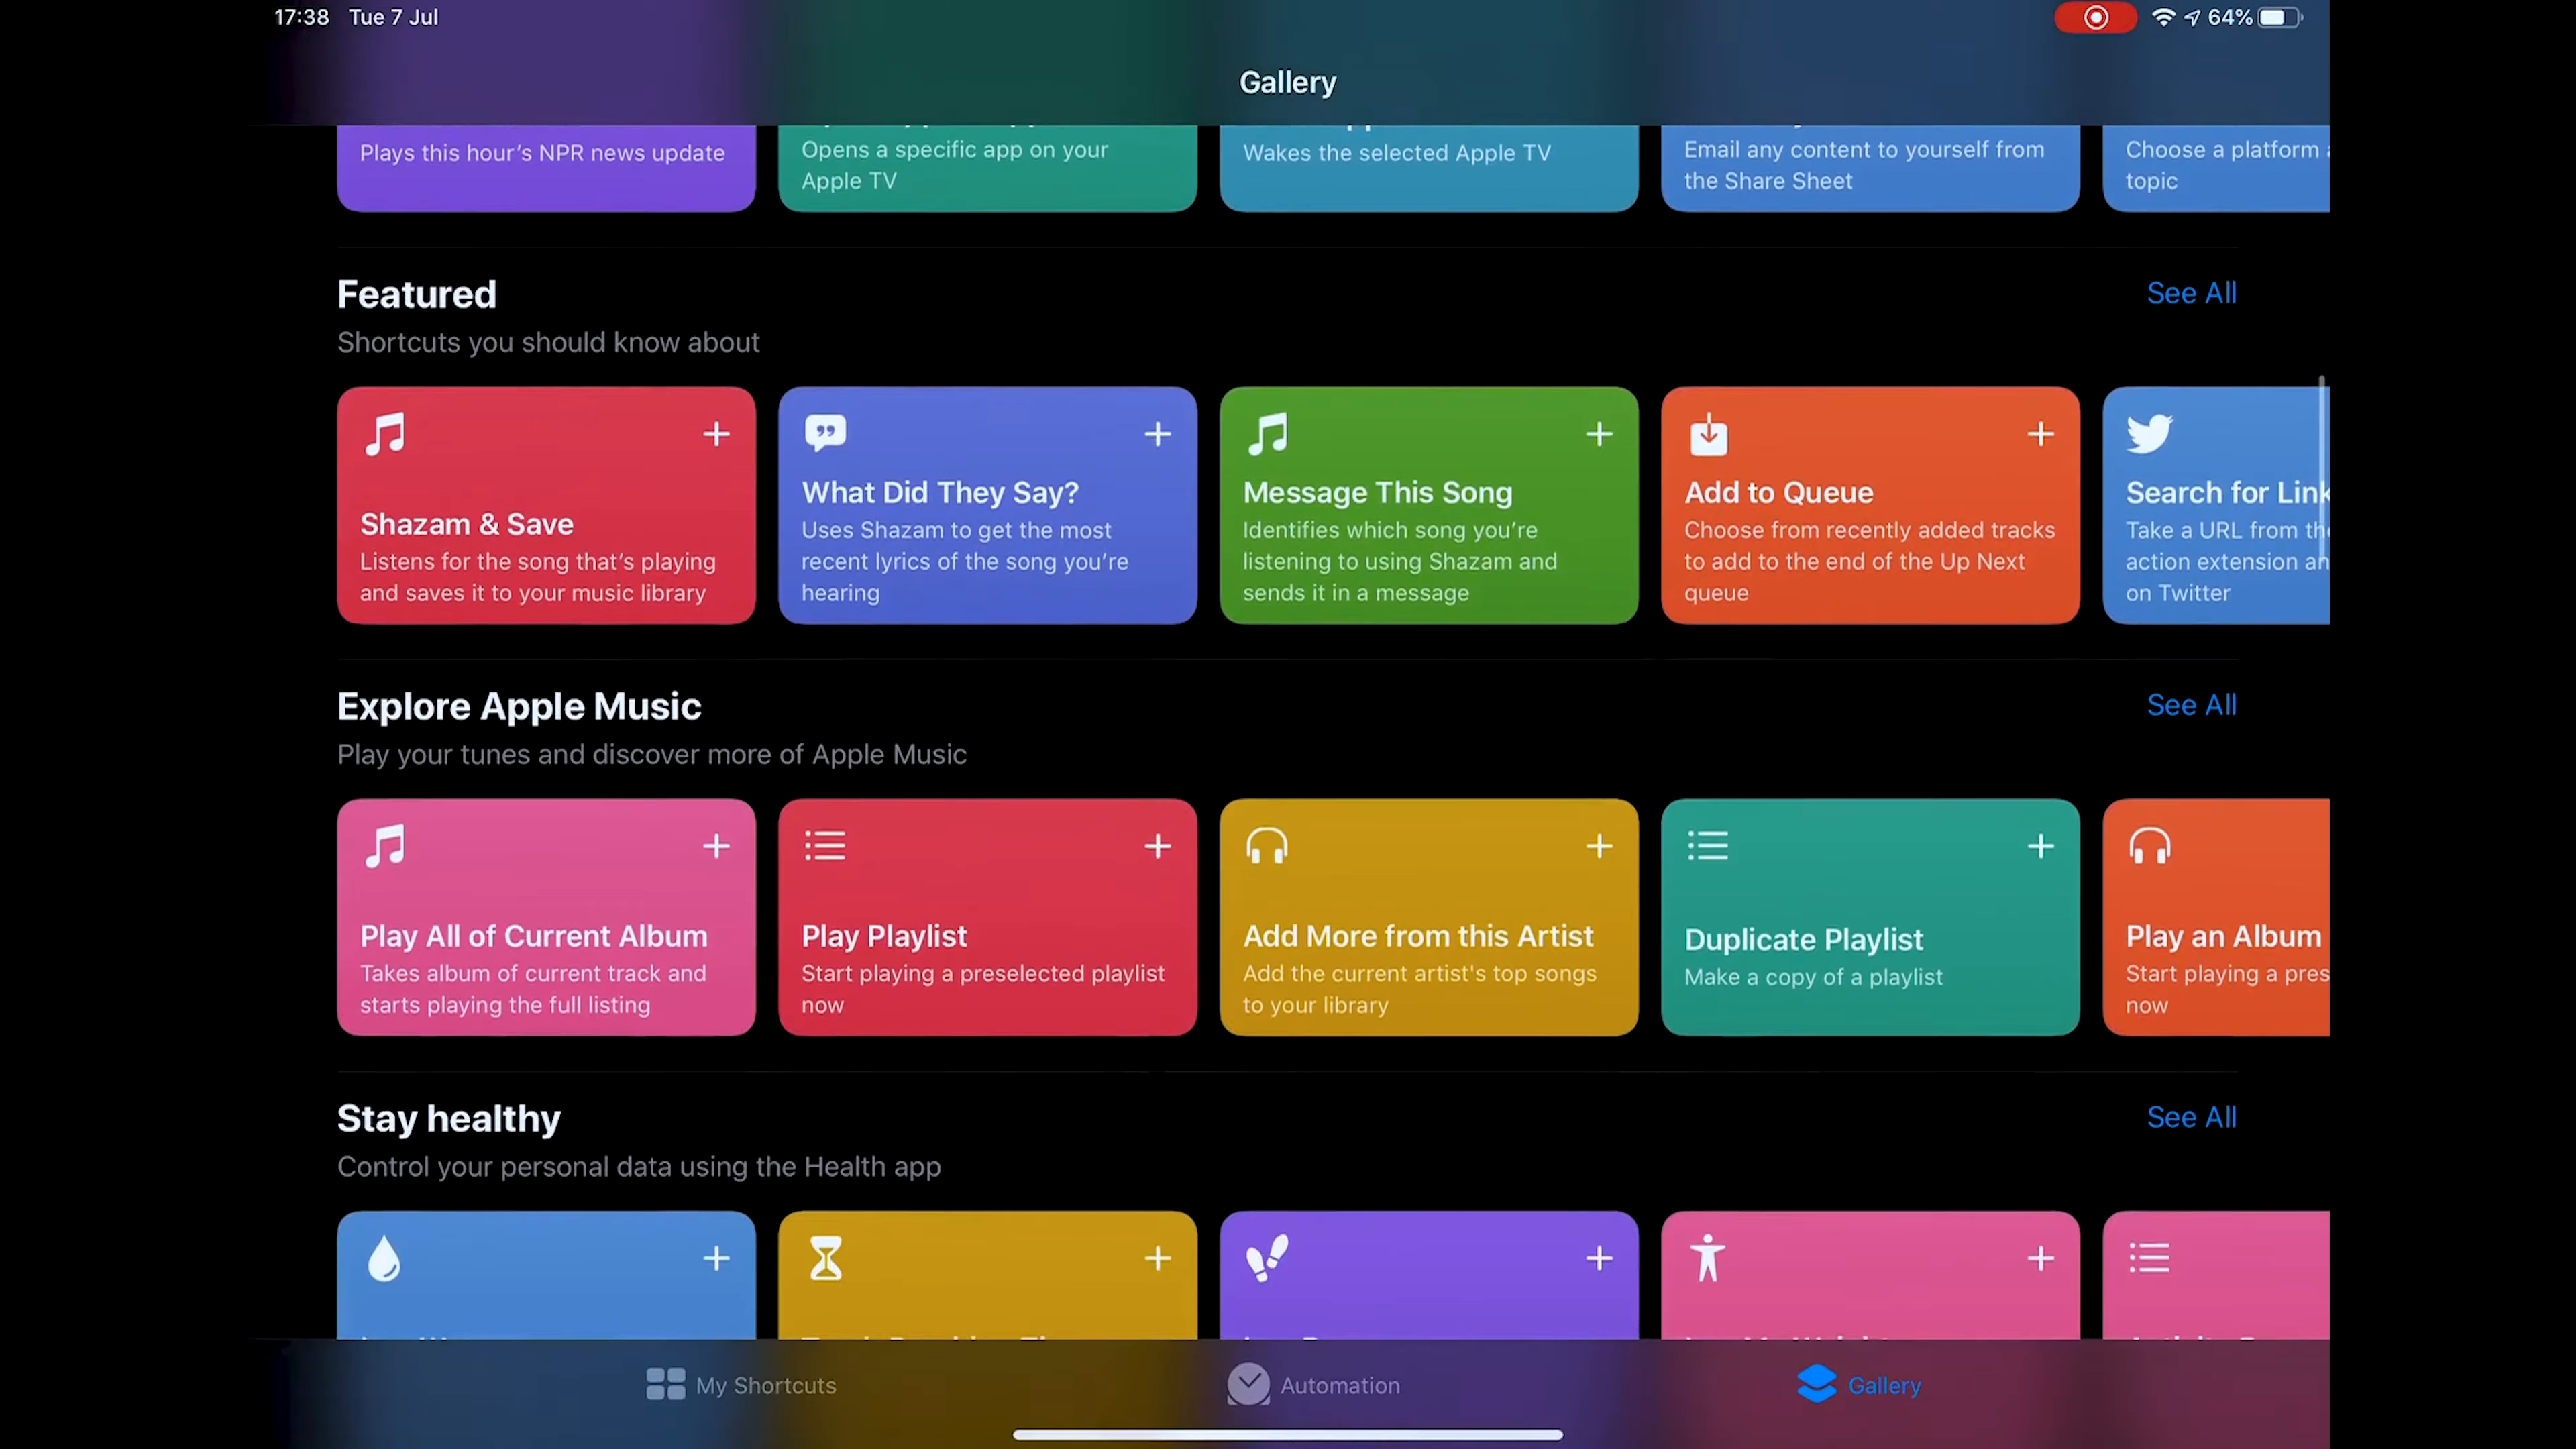 17:38 Tue 7 Jul
64%
Gallery
Plays this hour's NPR news update
Opens a specific app on your
Apple TV
Wakes the selected Apple TV
Email any content to yourself from
the Share Sheet
Choose a platform
topic
Featured
See All
Shortcuts you should know about
Shazam & Save
Listens for the song that's playing
and saves it to your music library
What Did They Say?
Uses Shazam to get the most
recent lyrics of the song you're
hearing
Message This Song
Identifies which song you're
listening to using Shazam and
sends it in a message
Add to Queue
Choose from recently added tracks
to add to the end of the Up Next
queue
Search for Link
Take a URL from the
action extension an
on Twitter
Explore Apple Music
See All
Play your tunes and discover more of Apple Music
Play All of Current Album
Takes album of current track and
starts playing the full listing
Play Playlist
Start playing a preselected playlist
now
Add More from this Artist
Add the current artist's top songs
to your library
Duplicate Playlist
Make a copy of a playlist
Play an Album
Start playing a pres
now
Stay healthy
See All
Control your personal data using the Health app
My Shortcuts
Automation
Gallery